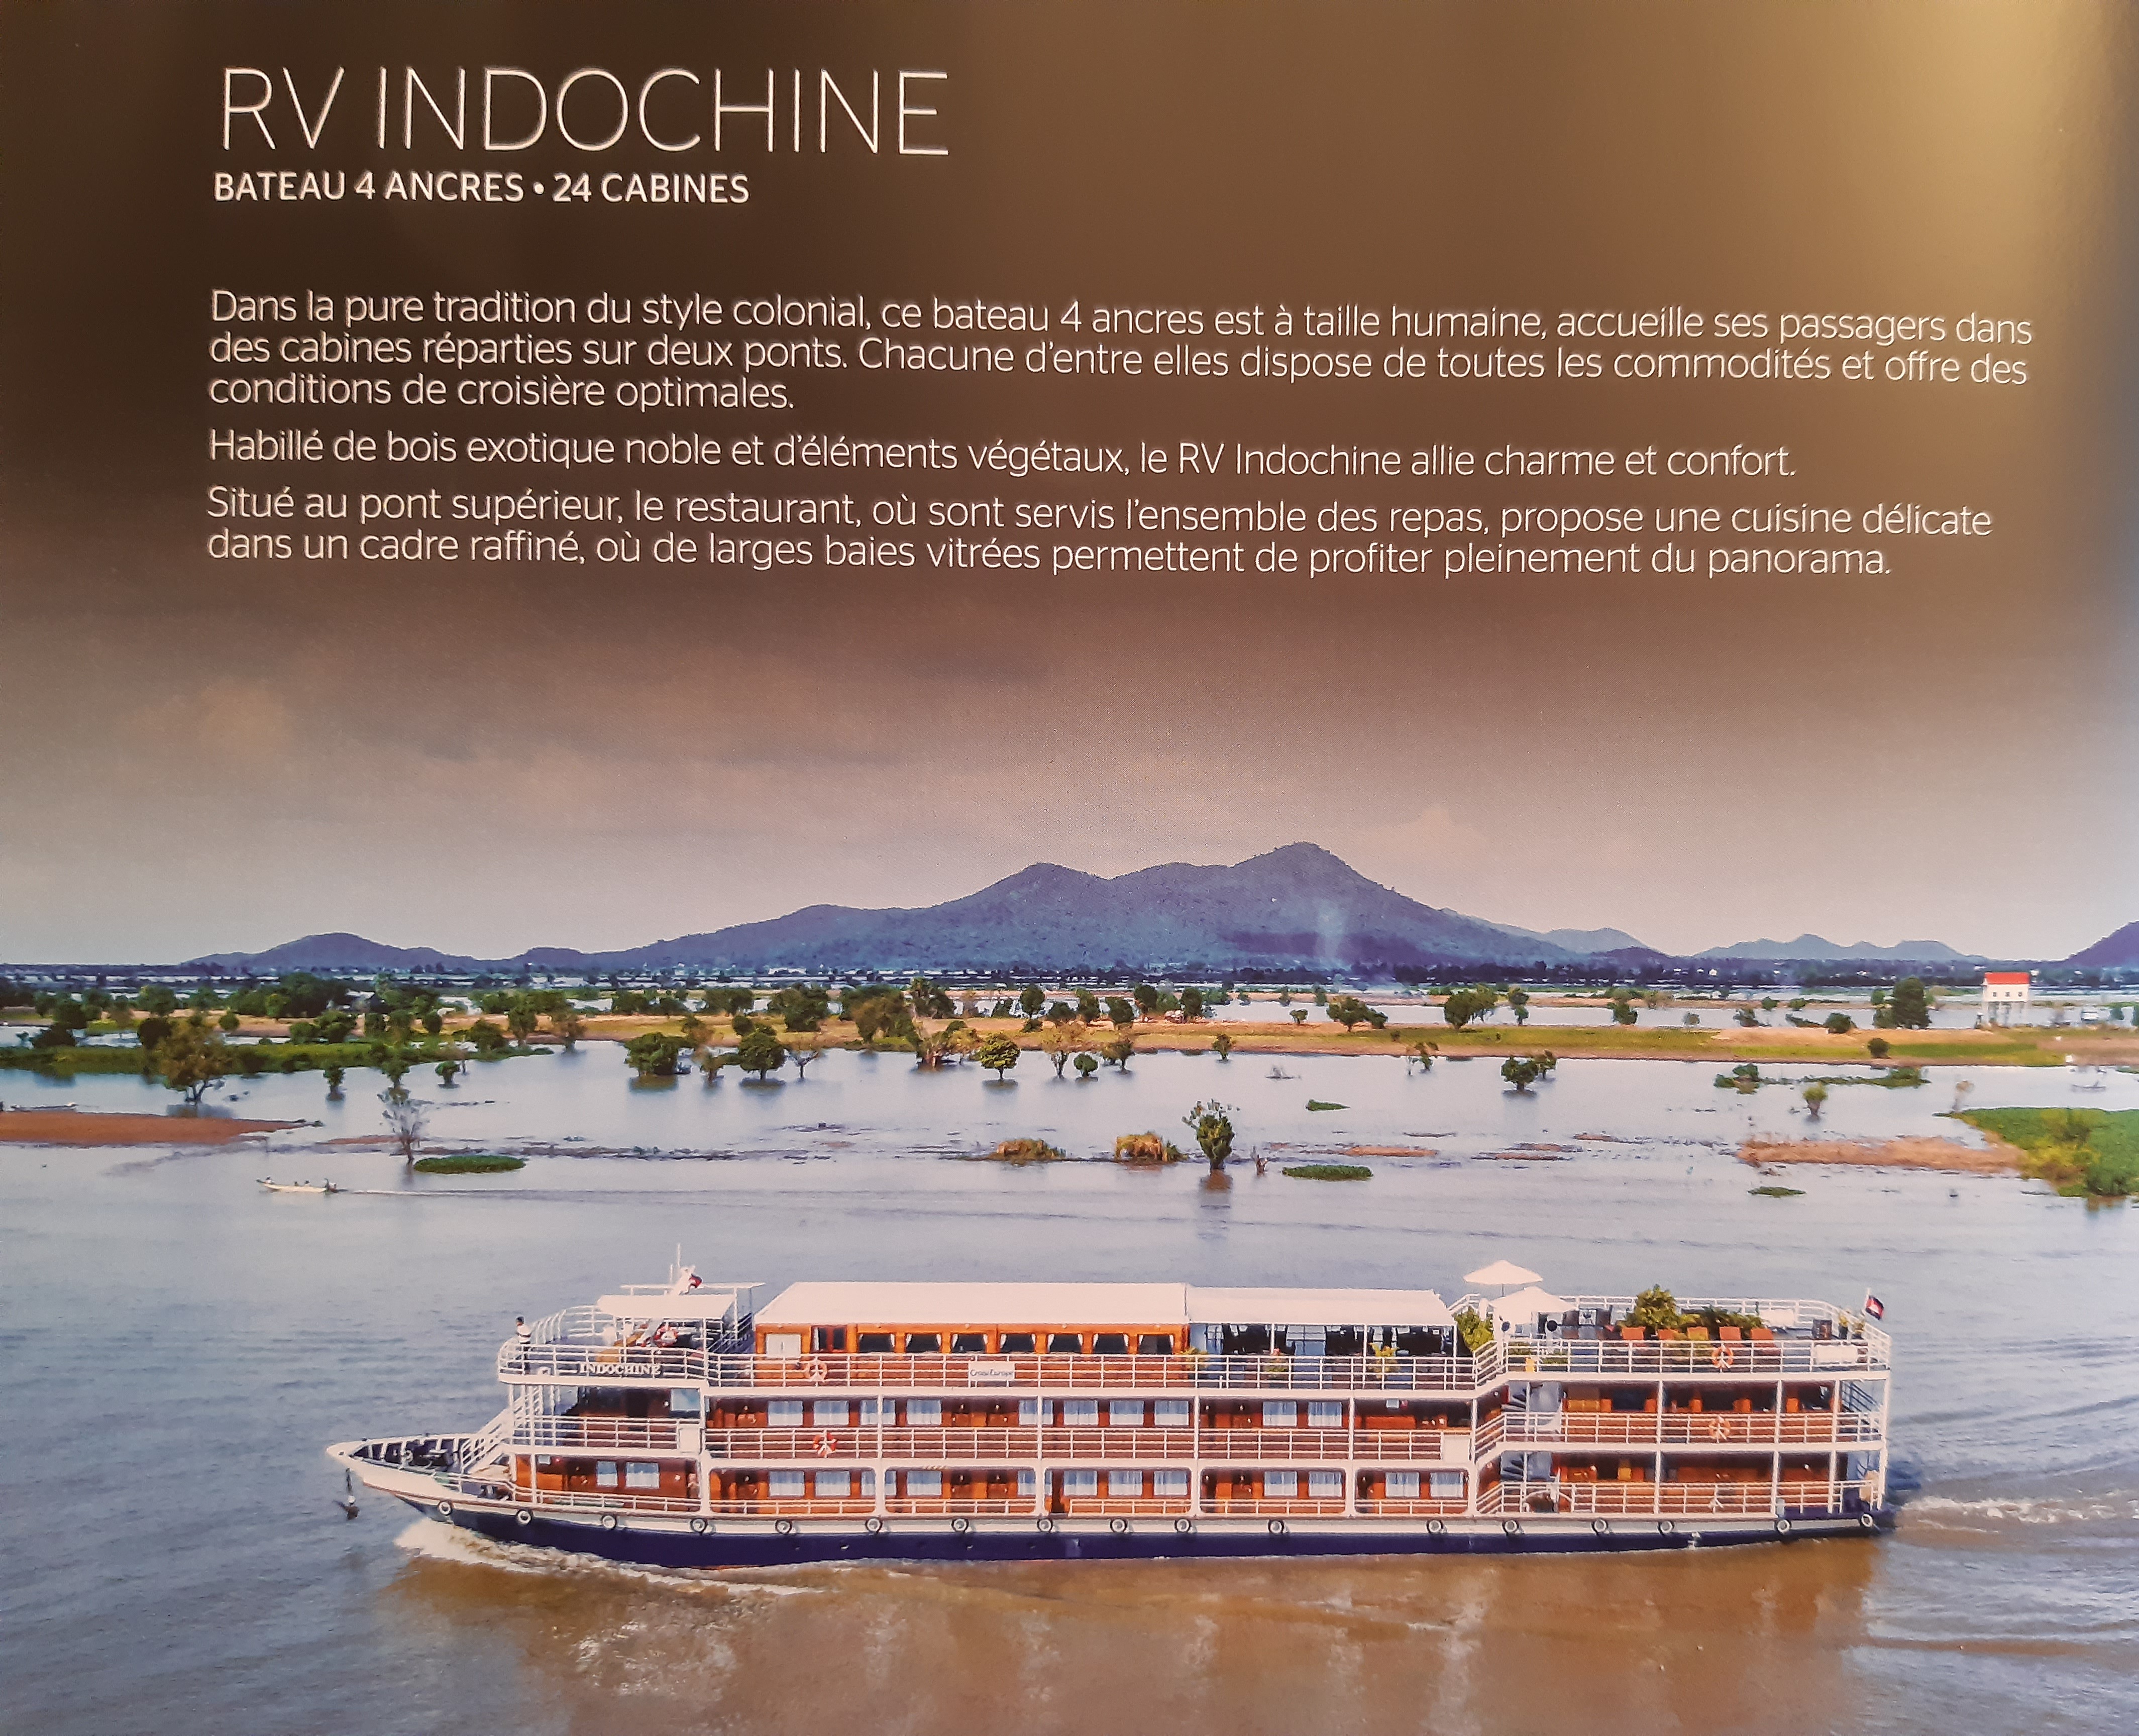 RV INDOCHINE
BATEAU 4 ANCRES • 24 CABINES
Dans la pure tradition du style colonial, ce bateau 4 ancres est à taille humaine, accueille ses passagers dans
des cabines réparties sur deux ponts. Chacune d'entre elles dispose de toutes les commodités et offre des
conditions de croisière optimales.
Habillé de bois exotique noble et d'éléments végétaux, le RV Indochine allie charme et confort.
Situé au pont supérieur, le restaurant, où sont servis l'ensemble des repas, propose une cuisine délicate
dans un cadre raffiné, où de larges baies vitrées permettent de profiter pleinement du panorama.
INDOCHINE
CroisiEurope